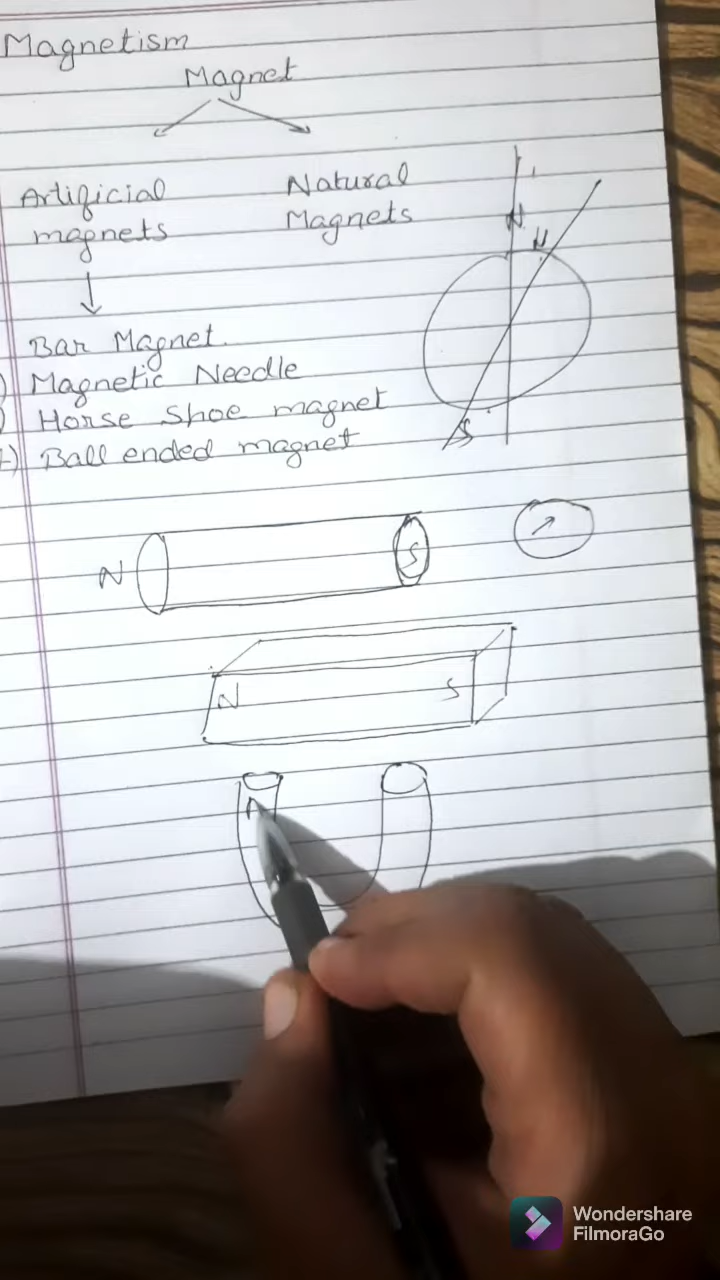 Magnetism
Magnet
Artificial
magnets
Natural
Magnets
N
N
S
Bar Magnet.
) Magnetic Needle
) Horse Shoe magnet
) Ball ended magnet
N
S
N
S
Wondershare
FilmoraGo